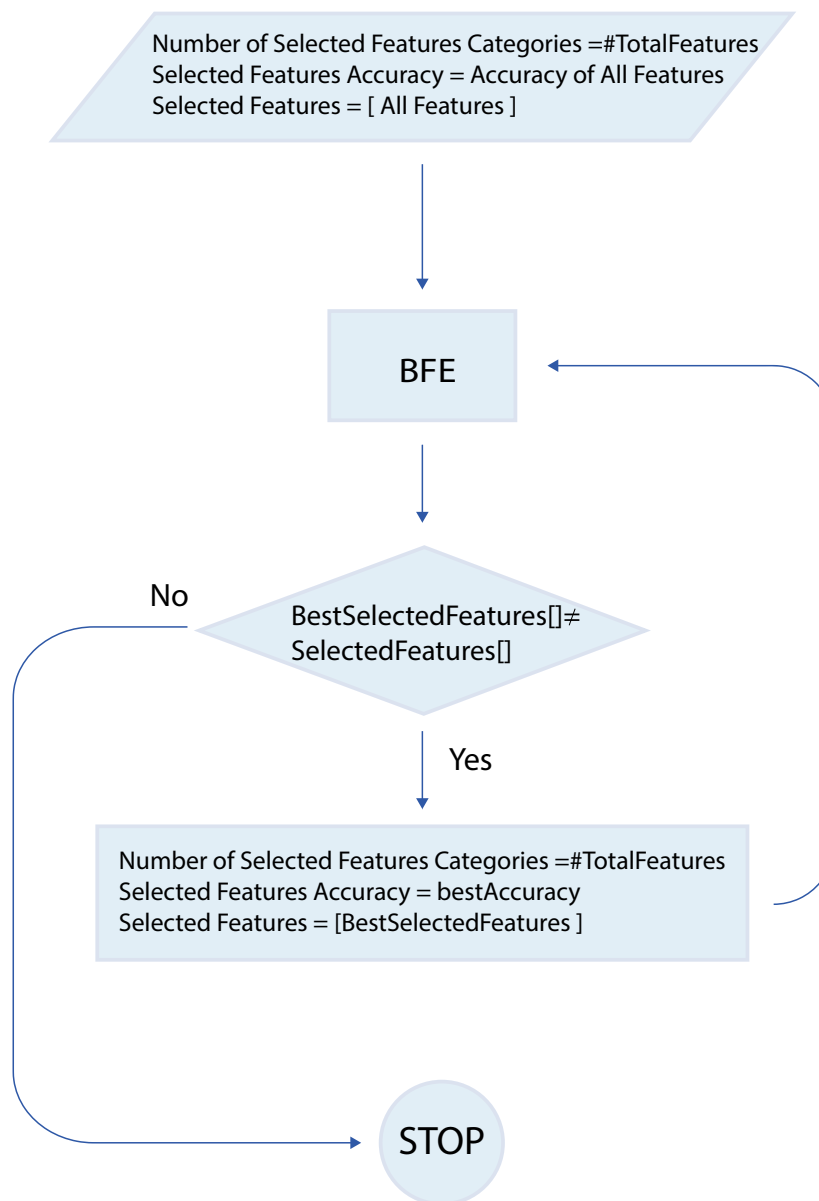 Number of Selected Features Categories =#TotalFeatures
Selected Features Accuracy = Accuracy of All Features
Selected Features = [ All Features ]
BFE
No
BestSelectedFeatures[]≠
SelectedFeatures[]
Yes
Number of Selected Features Categories =#TotalFeatures
Selected Features Accuracy = bestAccuracy
Selected Features = [BestSelectedFeatures ]
STOP